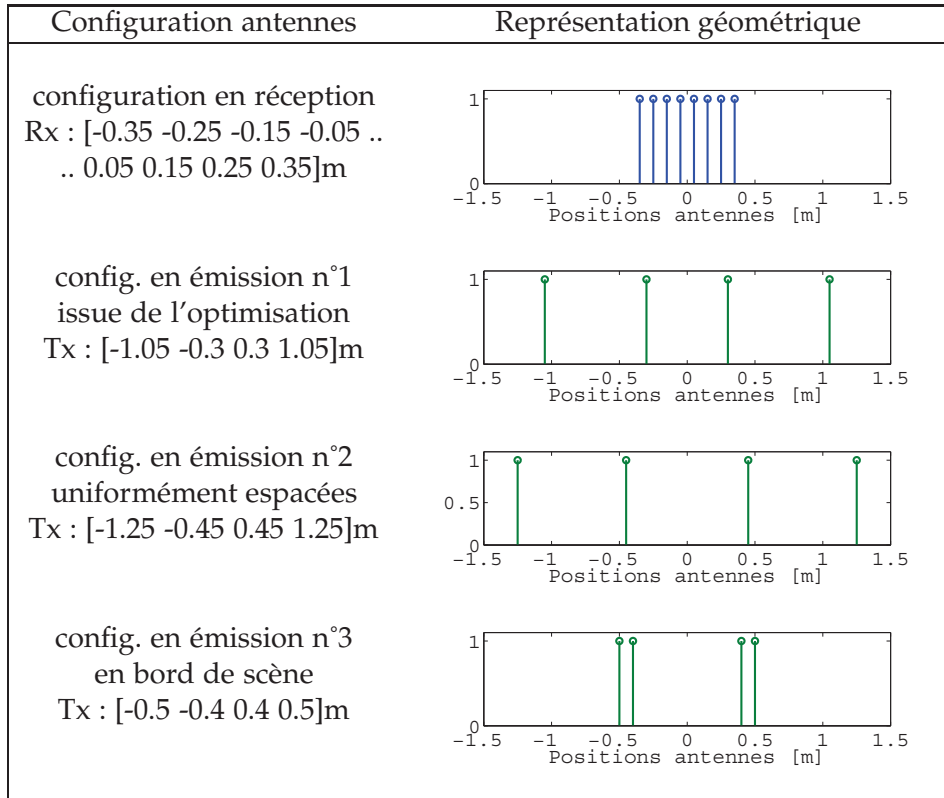 Configuration antennes
Représentation géométrique
configuration en réception
Rx : [-0.35 -0.25 -0.15 -0.05 ..
.. 0.05 0.15 0.25 0.35]m
1
0
−1.5 −1 −0.5 0 0.5 1 1.5
Positions antennes [m]
config. en émission n°1
issue de l'optimisation
Tx : [-1.05 -0.3 0.3 1.05]m
1
0
−1.5 −1 −0.5 0 0.5 1 1.5
Positions antennes [m]
config. en émission n°2
uniformément espacées
Tx : [-1.25 -0.45 0.45 1.25]m
1
0.5
0
−1.5 −1 −0.5 0 0.5 1 1.5
Positions antennes [m]
config. en émission n°3
en bord de scène
Tx : [-0.5 -0.4 0.4 0.5]m
1
0
−1.5 −1 −0.5 0 0.5 1 1.5
Positions antennes [m]